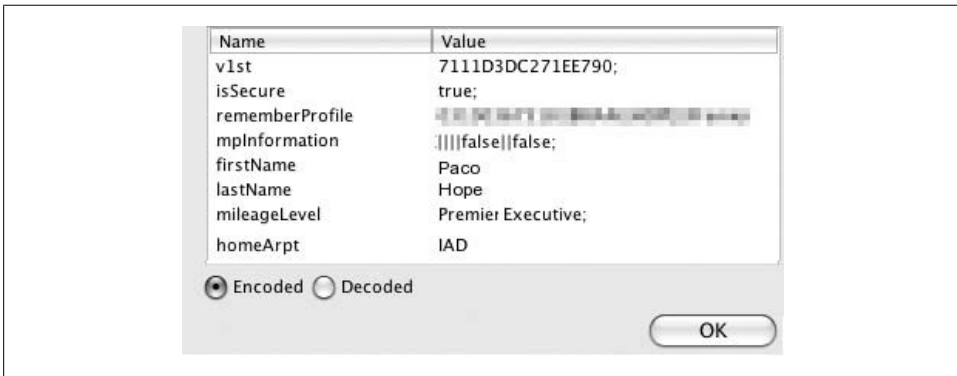 Name Value
v1st 7111D3DC271EE790;
isSecure true;
rememberProfile
mpInformation ||||false||false;
firstName Paco
lastName Hope
mileageLevel Premier Executive;
homeArpt IAD
Encoded Decoded
OK